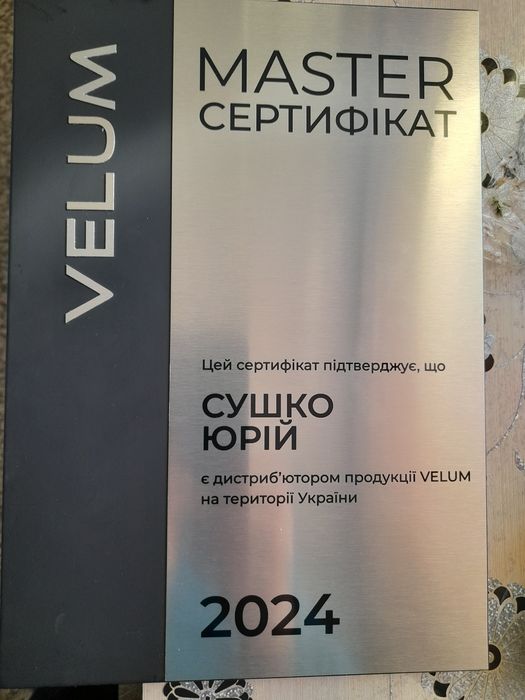 VELUM
MASTER
СЕРТИФІКАТ
Цей сертифікат підтверджує, що
СУШКО
ЮРІЙ
є дистриб'ютором продукції VELUM
на території України
2024